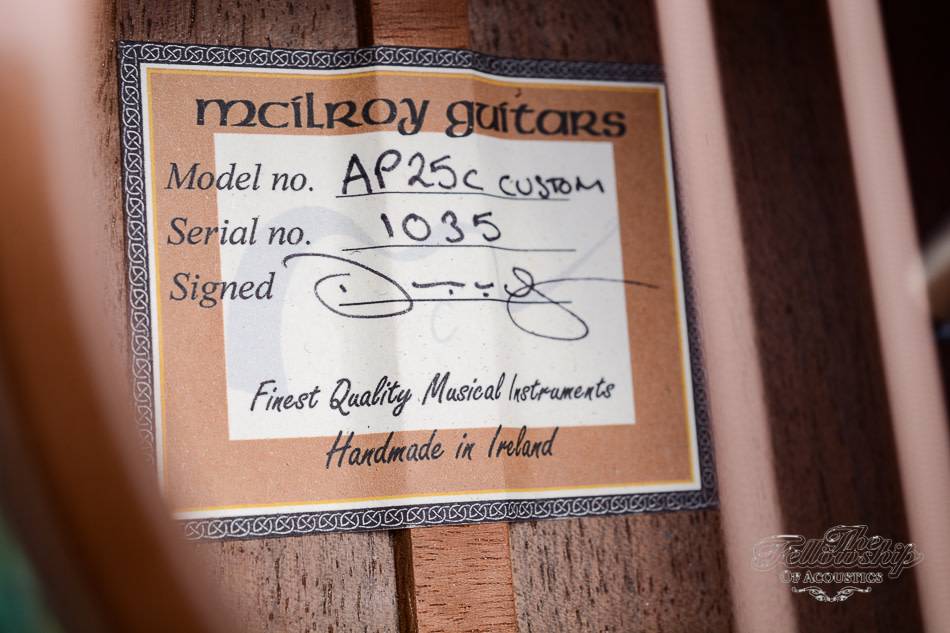 mcilroy guitars
Model no. AP25C CUSTOM
Serial no. 1035
Signed
Finest Quality Musical Instruments
Handmade in Ireland
The
Fellowship
OF ACOUSTICS